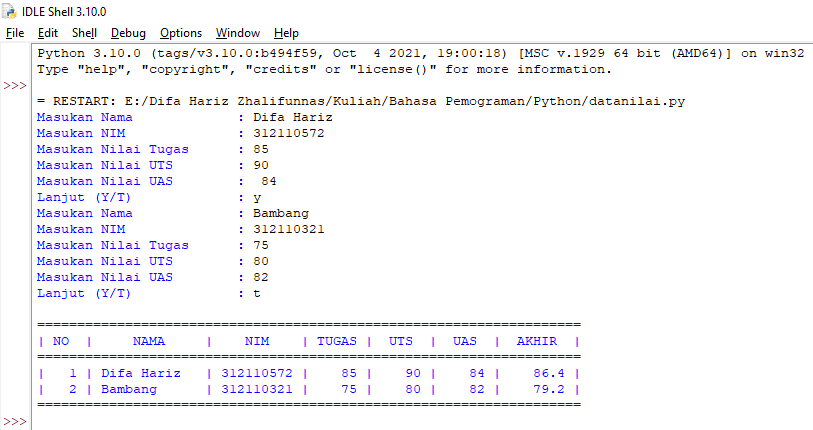 IDLE Shell 3.10.0
File Edit Shell Debug Options Window Help
Python 3.10.0 (tags/v3.10.0:b494f59, Oct  4 2021, 19:00:18) [MSC v.1929 64 bit (AMD64)] on win32
Type "help", "copyright", "credits" or "license()" for more information.
>>>
= RESTART: E:/Difa Hariz Zhalifunnas/Kuliah/Bahasa Pemograman/Python/datanilai.py
Masukan Nama             : Difa Hariz
Masukan NIM              : 312110572
Masukan Nilai Tugas      : 85
Masukan Nilai UTS        : 90
Masukan Nilai UAS        :  84
Lanjut (Y/T)             : y
Masukan Nama             : Bambang
Masukan NIM              : 312110321
Masukan Nilai Tugas      : 75
Masukan Nilai UTS        : 80
Masukan Nilai UAS        : 82
Lanjut (Y/T)             : t
====================================================================
| NO  |     NAMA     |    NIM    | TUGAS |  UTS  |  UAS  |  AKHIR  |
====================================================================
|   1 | Difa Hariz   | 312110572 |    85 |    90 |    84 |    86.4 |
|   2 | Bambang      | 312110321 |    75 |    80 |    82 |    79.2 |
====================================================================
>>>